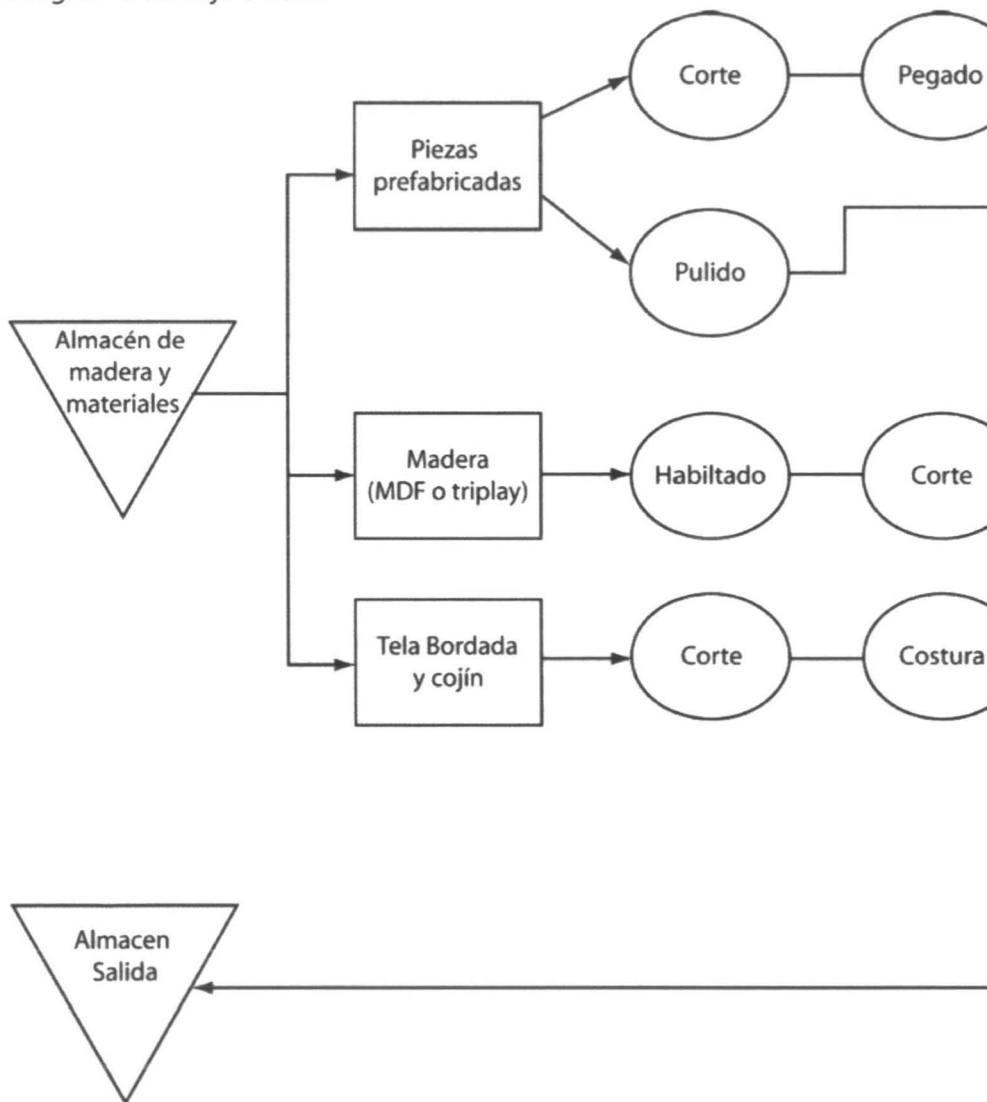 Corte
Pegado
Piezas
prefabricadas
Pulido
Almacén de
madera y
materiales
Madera
(MDF o triplay)
Habiltado
Corte
Tela Bordada
y cojín
Corte
Costura
Almacen
Salida